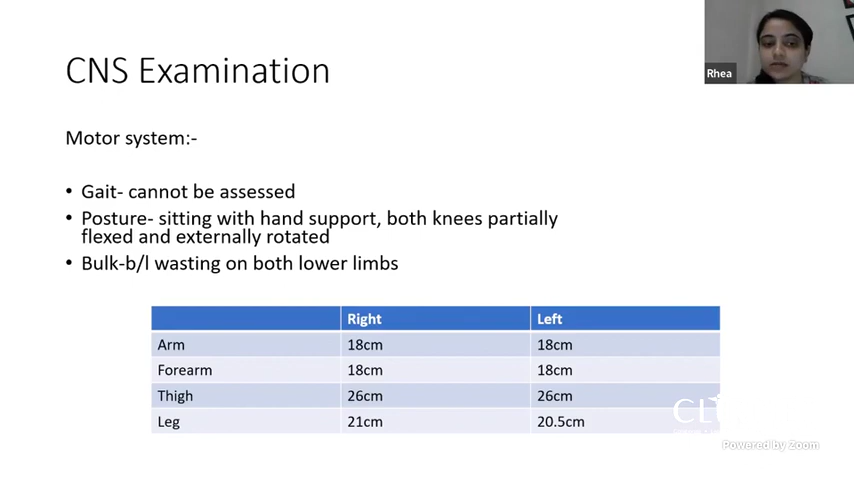 CNS Examination
Rhea
Motor system:-
• Gait- cannot be assessed
• Posture- sitting with hand support, both knees partially
flexed and externally rotated
• Bulk-b/l wasting on both lower limbs
Right Left
Arm 18cm 18cm
Forearm 18cm 18cm
Thigh 26cm 26cm
Leg 21cm 20.5cm
Powered by Zoom